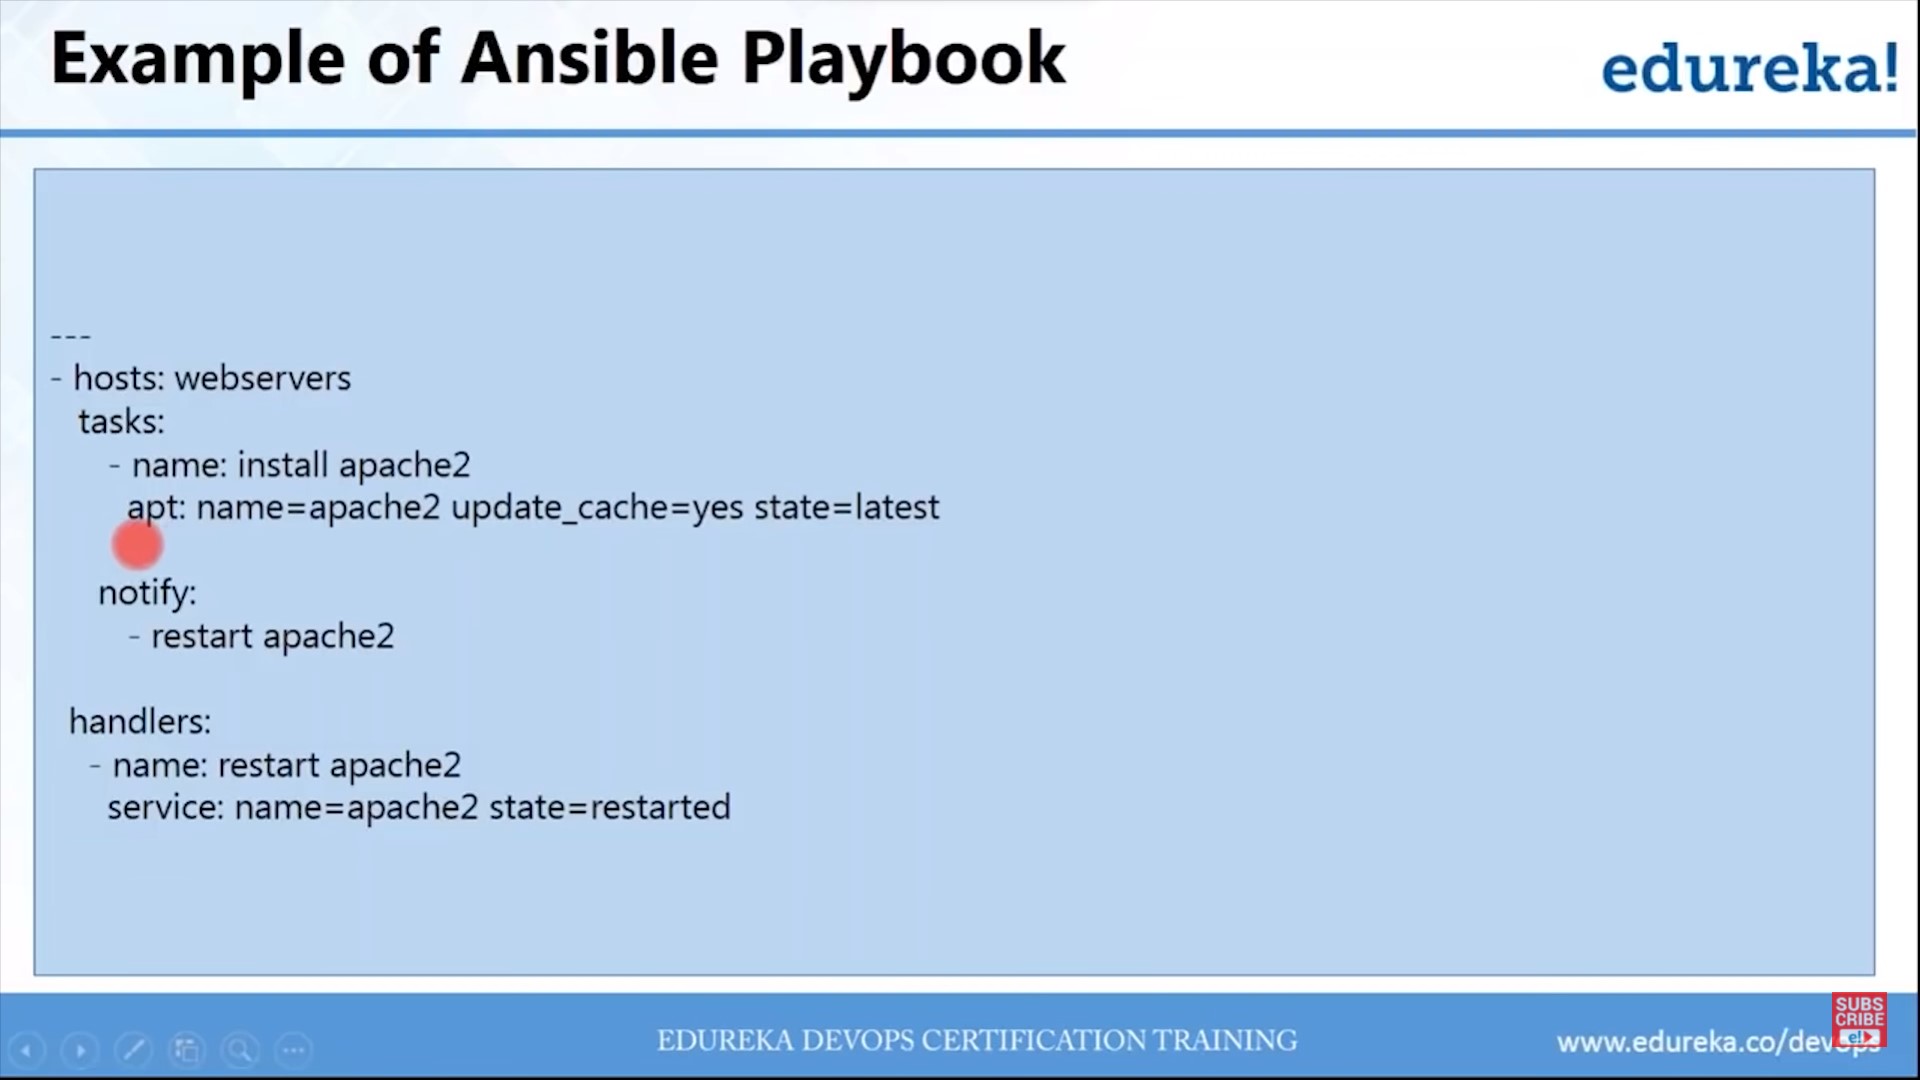 Example of Ansible Playbook
edureka!
---
- hosts: webservers
tasks:
- name: install apache2
apt: name=apache2 update_cache=yes state=latest
notify:
- restart apache2
handlers:
- name: restart apache2
service: name=apache2 state=restarted
EDUREKA DEVOPS CERTIFICATION TRAINING
www.edureka.co/devops
SUBS
CRIBE
e!